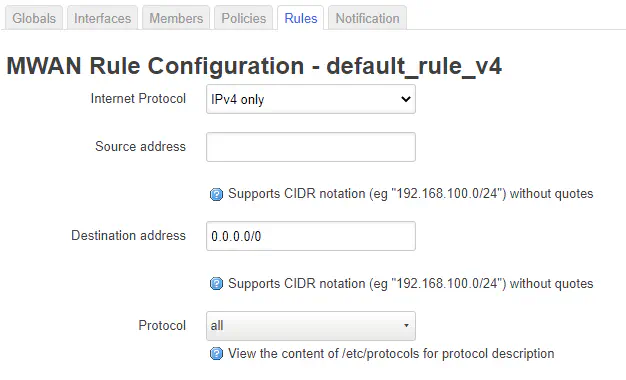 Globals Interfaces Members Policies Rules Notification
MWAN Rule Configuration - default_rule_v4
Internet Protocol IPv4 only
Source address
Supports CIDR notation (eg "192.168.100.0/24") without quotes
Destination address 0.0.0.0/0
Supports CIDR notation (eg "192.168.100.0/24") without quotes
Protocol all
View the content of /etc/protocols for protocol description